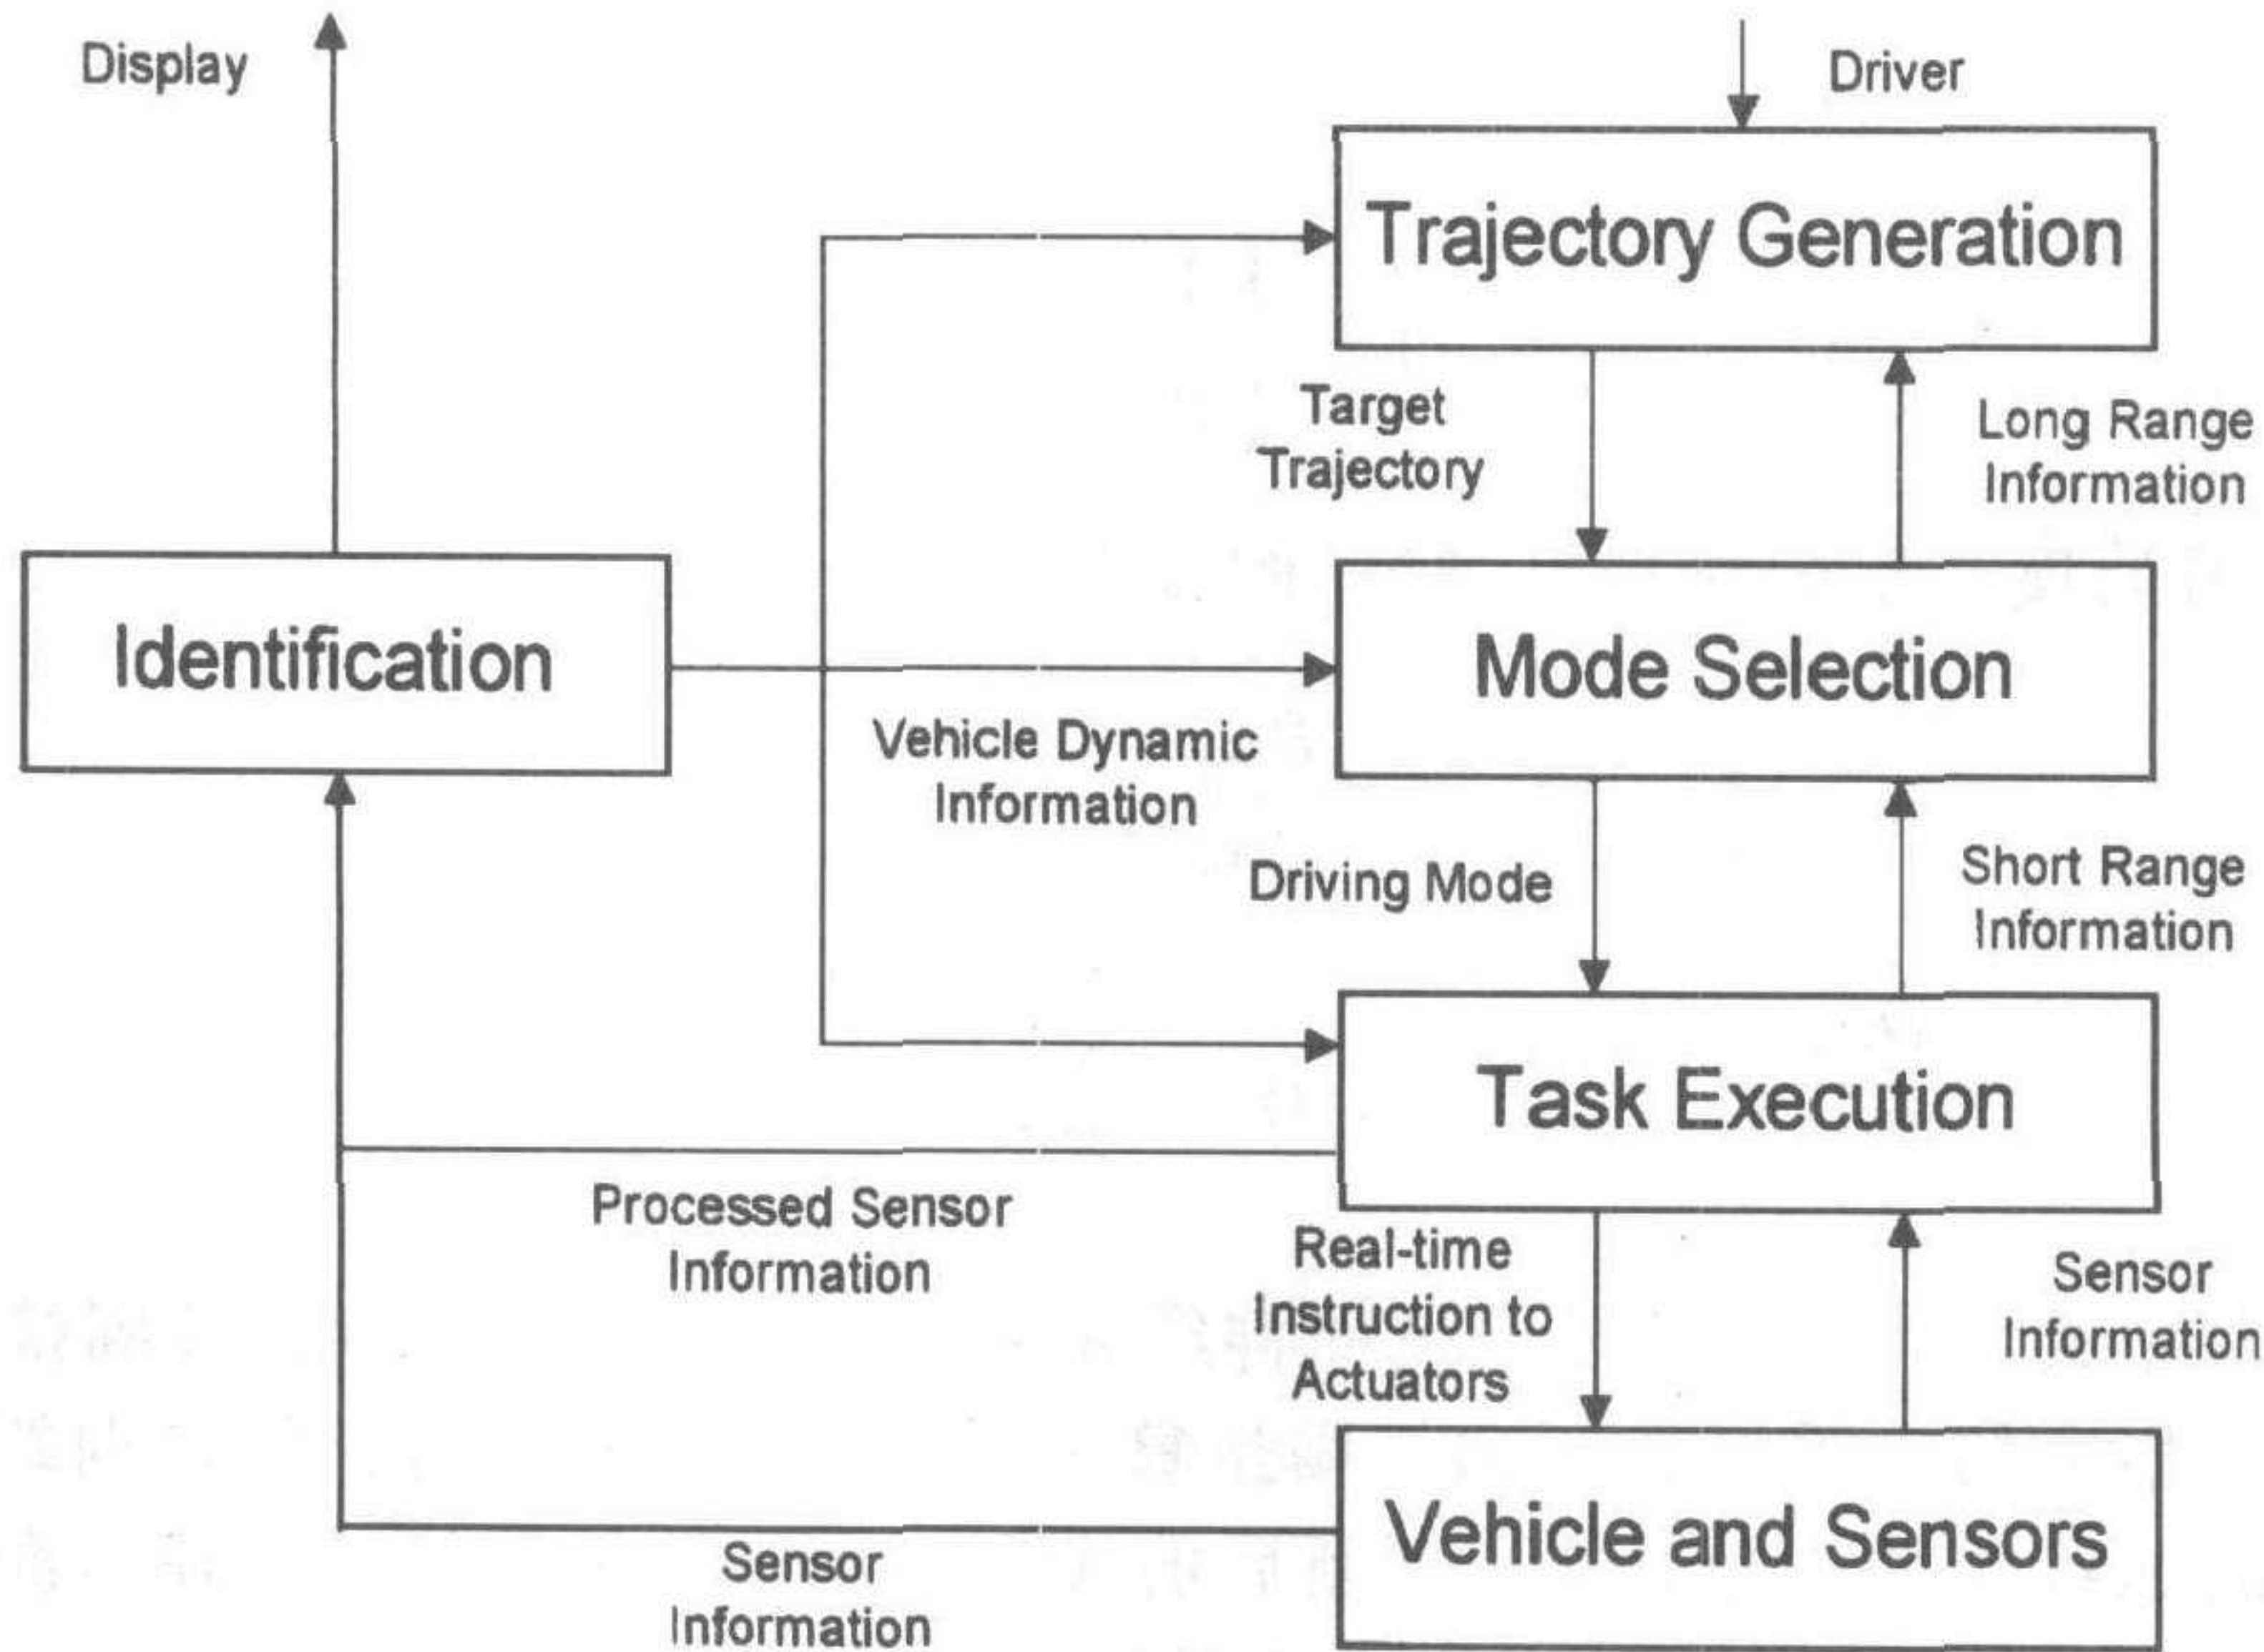 Display
Driver
Trajectory Generation
Target
Trajectory
Long Range
Information
Identification
Mode Selection
Vehicle Dynamic
Information
Driving Mode
Short Range
Information
Task Execution
Processed Sensor
Information
Real-time
Instruction to
Actuators
Sensor
Information
Vehicle and Sensors
Sensor
Information